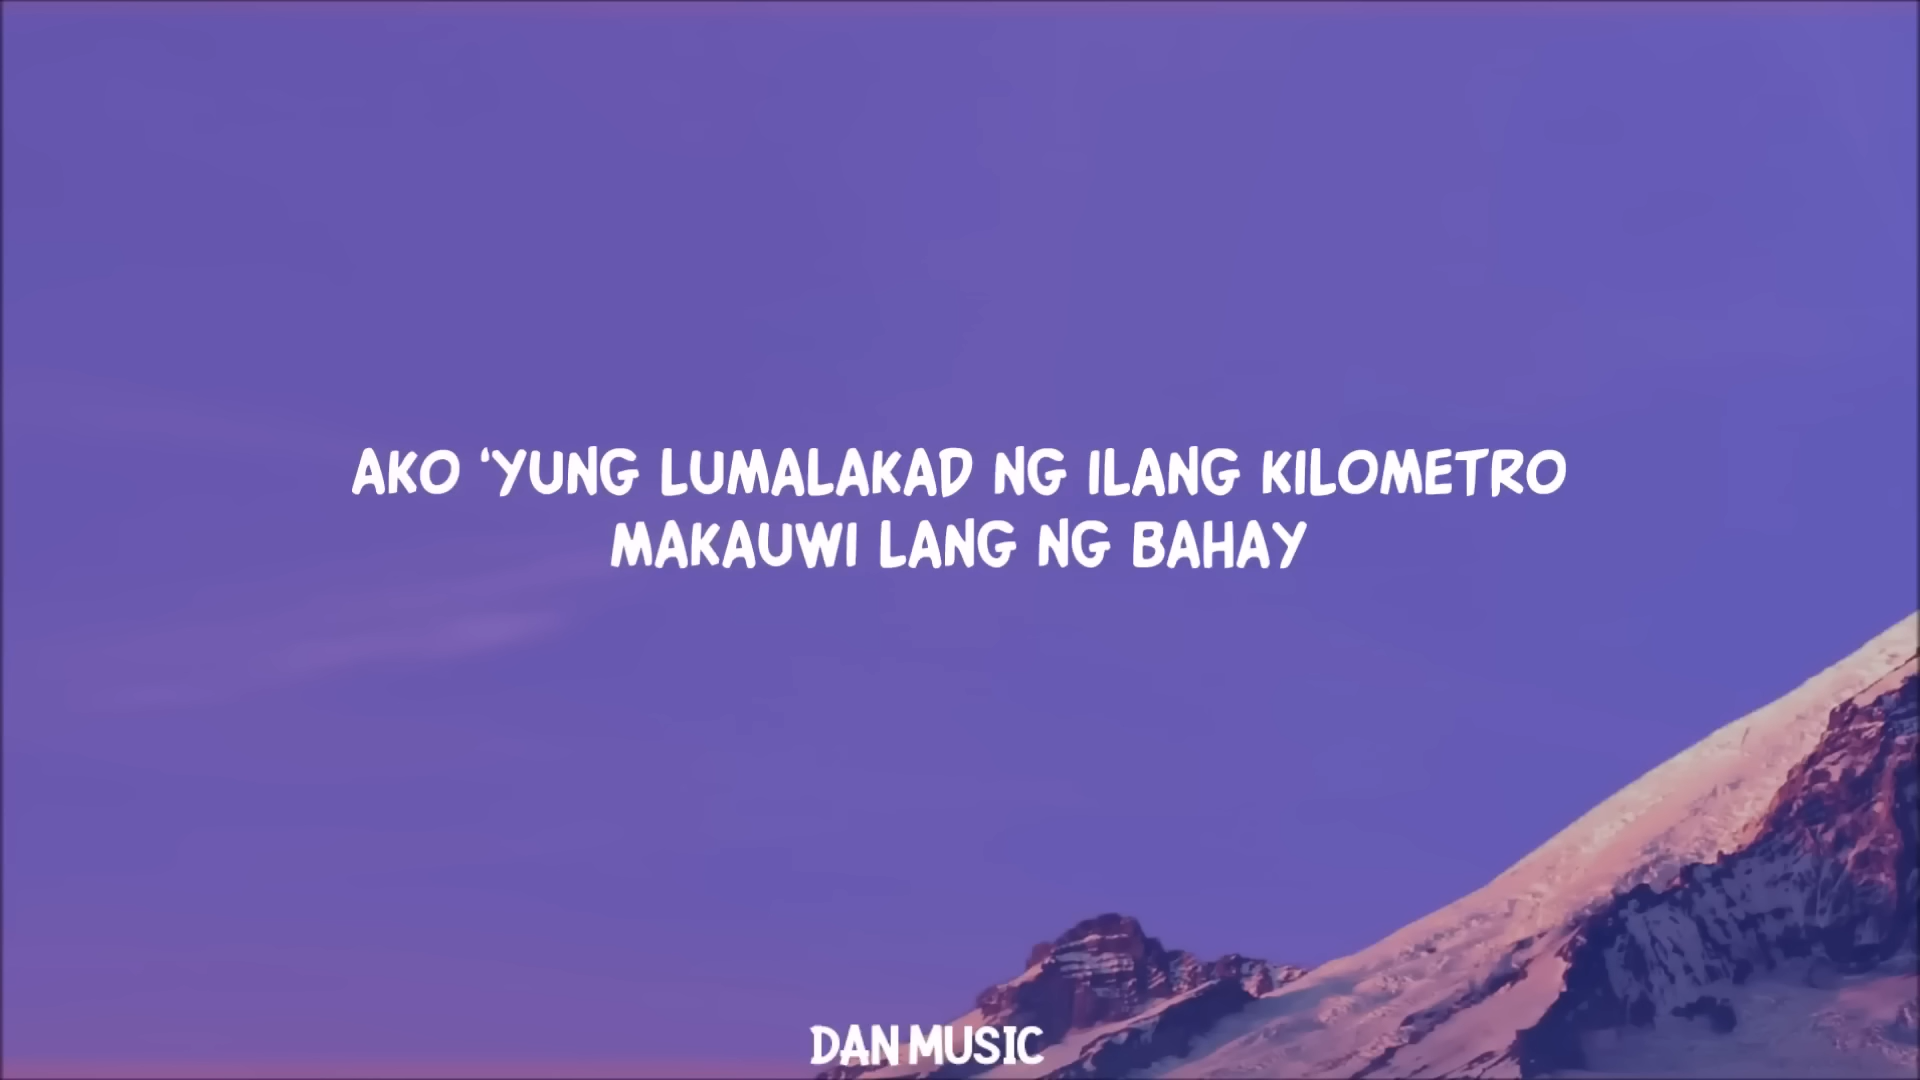 AKO ‘YUNG LUMALAKAD NG ILANG KILOMETRO
MAKAUWI LANG NG BAHAY
DAN MUSIC